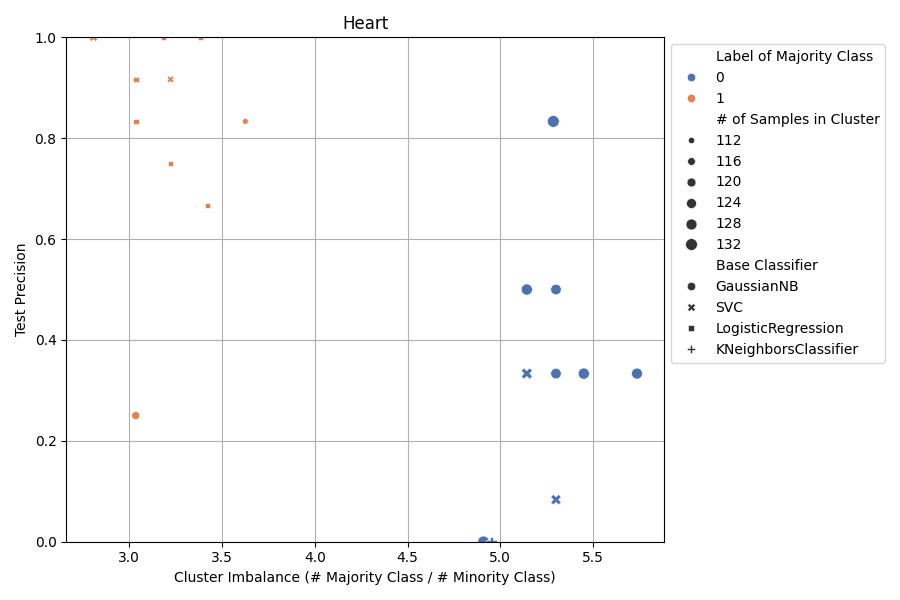 Heart
1.0
0.8
0.6
0.4
0.2
0.0
Test Precision
3.0
3.5
4.0
4.5
5.0
5.5
Cluster Imbalance (# Majority Class / # Minority Class)
Label of Majority Class
0
1
# of Samples in Cluster
112
116
120
124
128
132
Base Classifier
GaussianNB
SVC
LogisticRegression
KNeighborsClassifier